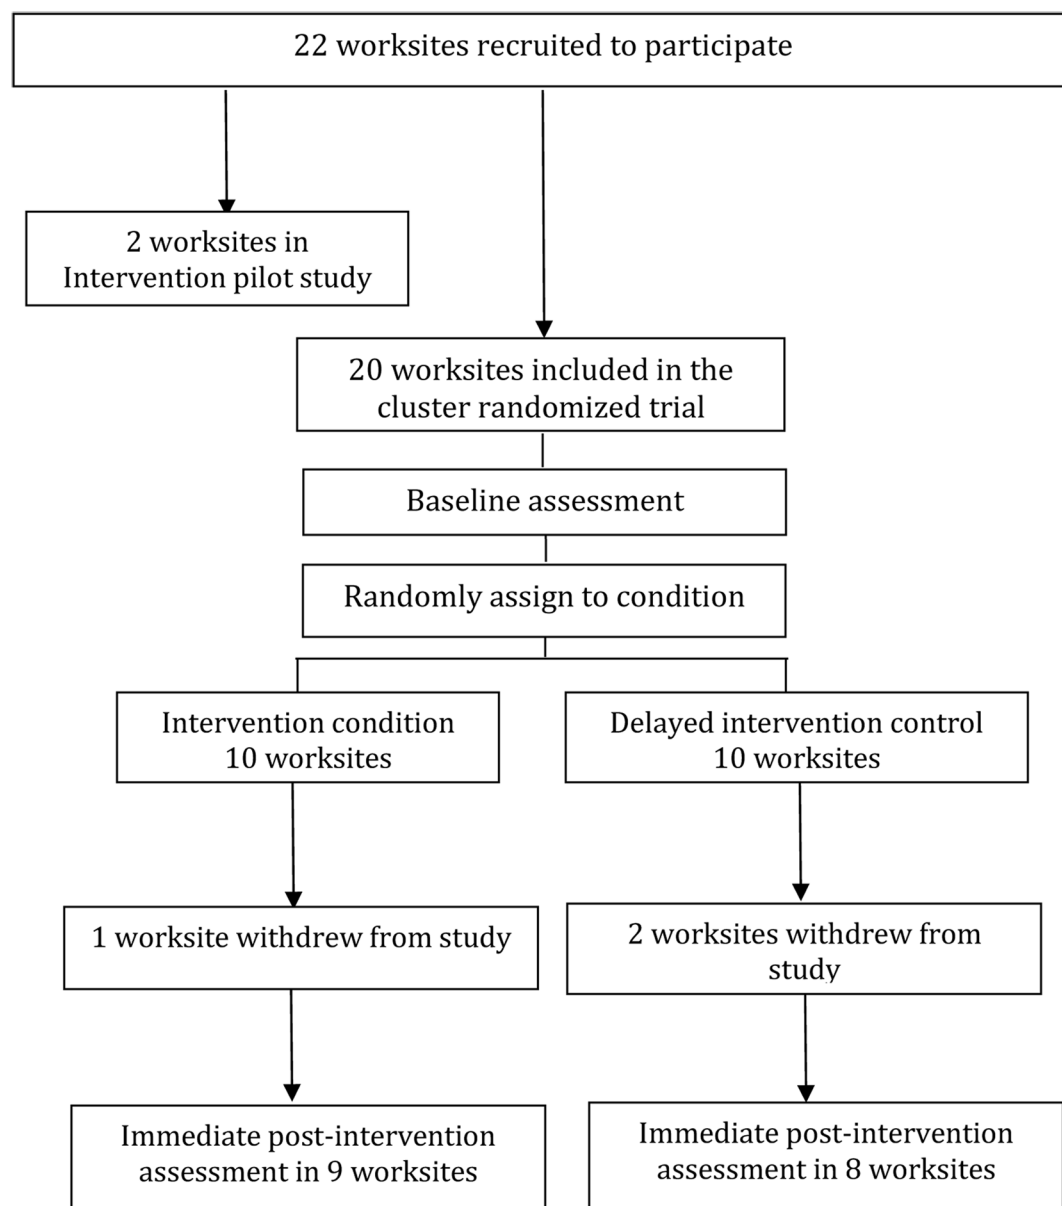 22 worksites recruited to participate
2 worksites in
Intervention pilot study
20 worksites included in the
cluster randomized trial
Baseline assessment
Randomly assign to condition
Intervention condition
10 worksites
Delayed intervention control
10 worksites
1 worksite withdrew from study
2 worksites withdrew from
study
Immediate post-intervention
assessment in 9 worksites
Immediate post-intervention
assessment in 8 worksites